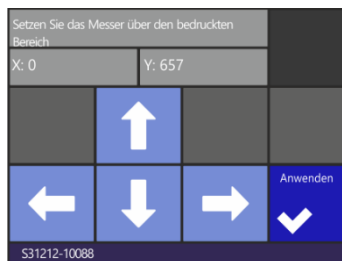 Setzen Sie das Messer über den bedruckten
Bereich
X: 0
Y: 657
Anwenden
S31212-10088